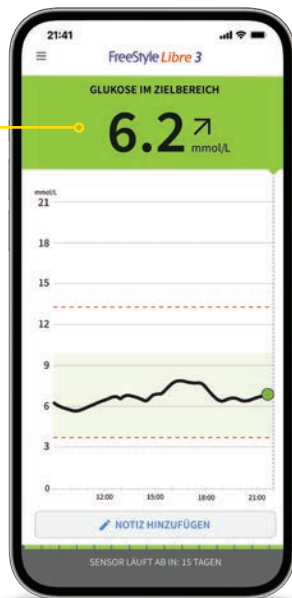 21:41
FreeStyle Libre 3
GLUKOSE IM ZIELBEREICH
6.2
mmol/L
mmol/L
21
18
15
12
9
6
3
0
12:00 15:00 18:00 21:00
NOTIZ HINZUFÜGEN
SENSOR LÄUFT AB IN: 15 TAGEN